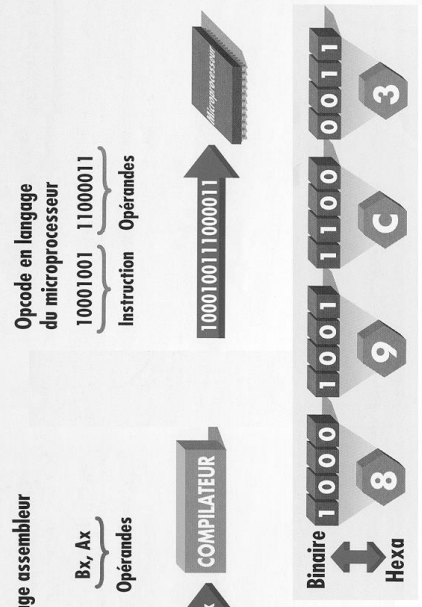 age assembleur
Bx, Ax
Opérandes
COMPILATEUR
x
Opcode en langage
du microprocesseur
10001001 11000011
Instruction Opérandes
1000100111000011
Microprocesseur
Binaire
1000 1001 1100 0011
Hexa
8 9 C 3